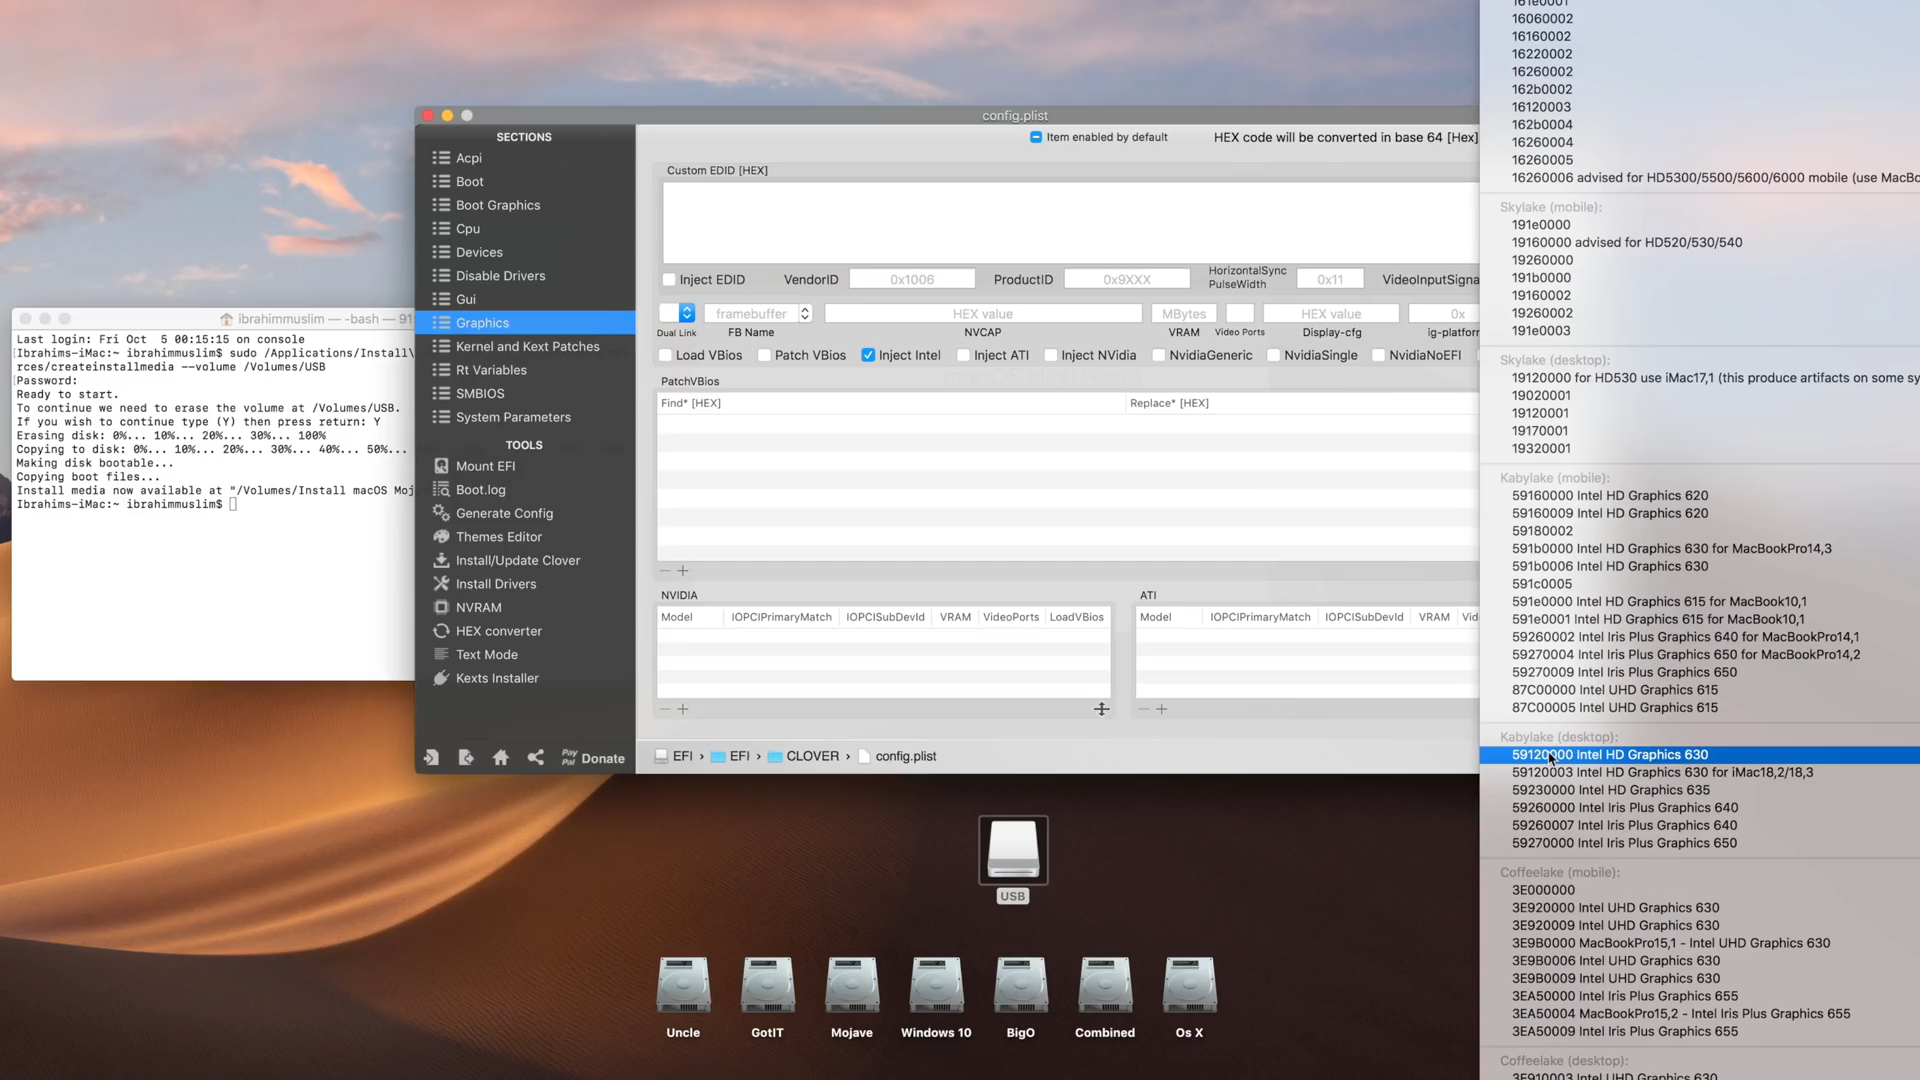 config.plist
SECTIONS
Acpi
Boot
Boot Graphics
Cpu
Devices
Disable Drivers
Gui
Graphics
Kernel and Kext Patches
Rt Variables
SMBIOS
System Parameters
TOOLS
Mount EFI
Boot.log
Generate Config
Themes Editor
Install/Update Clover
Install Drivers
NVRAM
HEX converter
Text Mode
Kexts Installer
Pay Pal Donate
Item enabled by default
HEX code will be converted in base 64 [Hex]
Custom EDID [HEX]
Inject EDID VendorID 0x1006 ProductID 0x9XXX HorizontalSync PulseWidth 0x11 VideoInputSigna
framebuffer HEX value MBytes HEX value 0x
Dual Link FB Name NVCAP VRAM Video Ports Display-cfg ig-platfor
Load VBios Patch VBios Inject Intel Inject ATI Inject NVidia NvidiaGeneric NvidiaSingle NvidiaNoEFI
PatchVBios
Find* [HEX] Replace* [HEX]
NVIDIA ATI
Model IOPCIPrimaryMatch IOPCISubDevId VRAM VideoPorts LoadVBios Model IOPCIPrimaryMatch IOPCISubDevId VRAM Vid
EFI › EFI › CLOVER › config.plist
ibrahimmuslim — -bash — 91
Last login: Fri Oct  5 00:15:15 on console
[Ibrahims-iMac:~ ibrahimmuslim$ sudo /Applications/Install\
rces/createinstallmedia --volume /Volumes/USB
[Password:
Ready to start.
To continue we need to erase the volume at /Volumes/USB.
If you wish to continue type (Y) then press return: Y
Erasing disk: 0%... 10%... 20%... 30%... 100%
Copying to disk: 0%... 10%... 20%... 30%... 40%... 50%...
Making disk bootable...
Copying boot files...
Install media now available at "/Volumes/Install macOS Moj
Ibrahims-iMac:~ ibrahimmuslim$
161e0001
16060002
16160002
16220002
16260002
162b0002
16120003
162b0004
16260004
16260005
16260006 advised for HD5300/5500/5600/6000 mobile (use MacBo
Skylake (mobile):
191e0000
19160000 advised for HD520/530/540
19260000
191b0000
19160002
19260002
191e0003
Skylake (desktop):
19120000 for HD530 use iMac17,1 (this produce artifacts on some sy
19020001
19120001
19170001
19320001
Kabylake (mobile):
59160000 Intel HD Graphics 620
59160009 Intel HD Graphics 620
59180002
591b0000 Intel HD Graphics 630 for MacBookPro14,3
591b0006 Intel HD Graphics 630
591c0005
591e0000 Intel HD Graphics 615 for MacBook10,1
591e0001 Intel HD Graphics 615 for MacBook10,1
59260002 Intel Iris Plus Graphics 640 for MacBookPro14,1
59270004 Intel Iris Plus Graphics 650 for MacBookPro14,2
59270009 Intel Iris Plus Graphics 650
87C00000 Intel UHD Graphics 615
87C00005 Intel UHD Graphics 615
Kabylake (desktop):
59120000 Intel HD Graphics 630
59120003 Intel HD Graphics 630 for iMac18,2/18,3
59230000 Intel HD Graphics 635
59260000 Intel Iris Plus Graphics 640
59260007 Intel Iris Plus Graphics 640
59270000 Intel Iris Plus Graphics 650
Coffeelake (mobile):
3E000000
3E920000 Intel UHD Graphics 630
3E920009 Intel UHD Graphics 630
3E9B0000 MacBookPro15,1 - Intel UHD Graphics 630
3E9B0006 Intel UHD Graphics 630
3E9B0009 Intel UHD Graphics 630
3EA50000 Intel Iris Plus Graphics 655
3EA50004 MacBookPro15,2 - Intel Iris Plus Graphics 655
3EA50009 Intel Iris Plus Graphics 655
Coffeelake (desktop):
3E910003 Intel UHD Graphics 630
USB
Uncle GotIT Mojave Windows 10 BigO Combined Os X